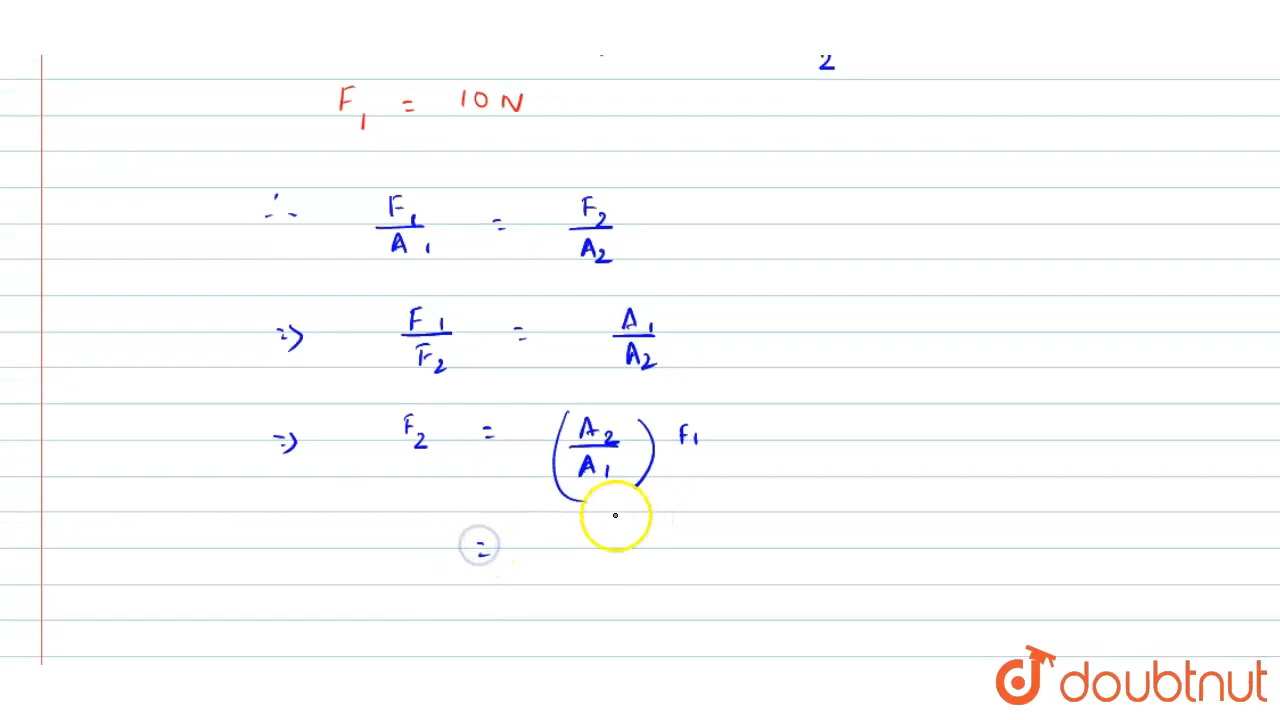 2
F₁ = 10 N
∴ F₁/A₁ = F₂/A₂
⇒ F₁/F₂ = A₁/A₂
⇒ F₂ = (A₂/A₁) F₁
=
doubtnut